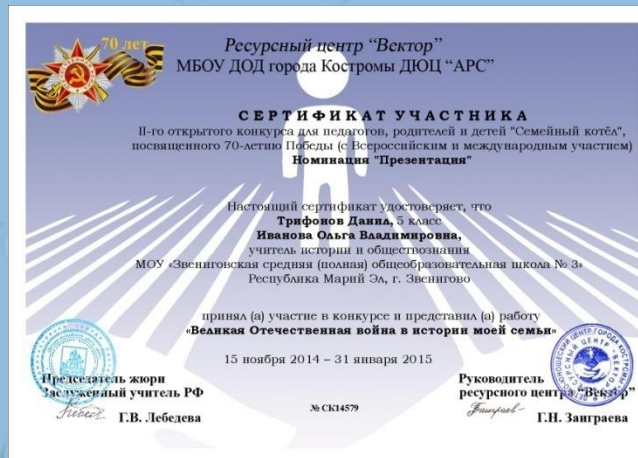 70 лет
Ресурсный центр "Вектор"
МБОУ ДОД города Костромы ДЮЦ "АРС"
СЕРТИФИКАТ УЧАСТНИКА
II-го открытого конкурса для педагогов, родителей и детей "Семейный котёл",
посвященного 70-летию Победы (с Всероссийским и международным участием)
Номинация "Презентация"
Настоящий сертификат удостоверяет, что
Трифонов Данил, 5 класс
Иванова Ольга Владимировна,
учитель истории и обществознания
МОУ «Звениговская средняя (полная) общеобразовательная школа № 3»
Республика Марий Эл, г. Звенигово
принял (а) участие в конкурсе и представил (а) работу
«Великая Отечественная война в истории моей семьи»
15 ноября 2014 – 31 января 2015
Председатель жюри
Заслуженный учитель РФ
Г.В. Лебедева
№ СК14579
Руководитель
ресурсного центра "Вектор"
Г.Н. Заиграева